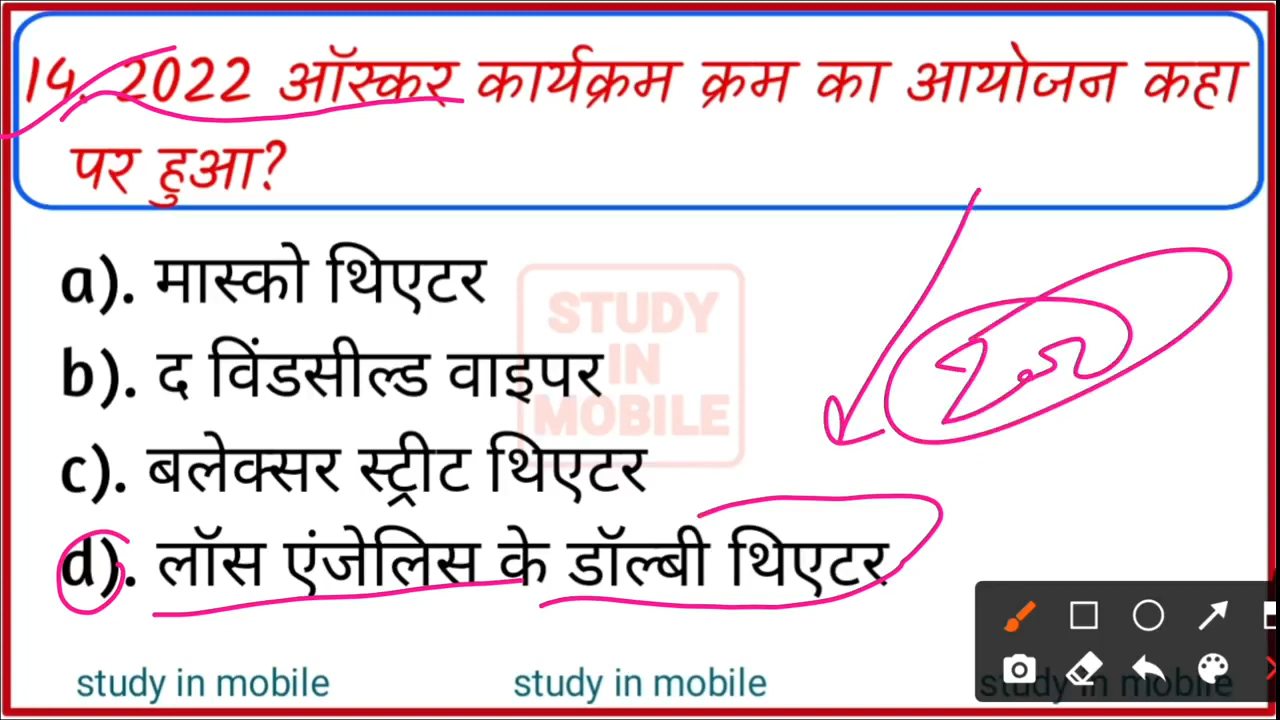 14. 2022 ऑस्कर कार्यक्रम क्रम का आयोजन कहा
पर हुआ?
a). मास्को थिएटर
b). द विंडसील्ड वाइपर
c). बलेक्सर स्ट्रीट थिएटर
d). लॉस एंजेलिस के डॉल्बी थिएटर
STUDY
IN
MOBILE
study in mobile study in mobile study in mobile